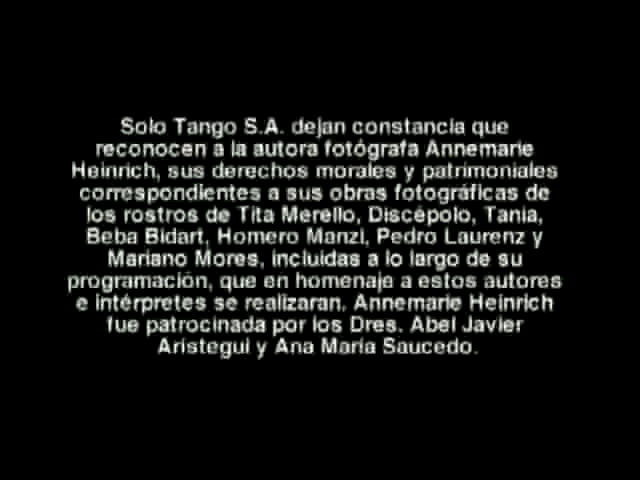 Solo Tango S.A. dejan constancia que
reconocen a la autora fotógrafa Annemarie
Heinrich, sus derechos morales y patrimoniales
correspondientes a sus obras fotográficas de
los rostros de Tita Merello, Discépolo, Tania,
Beba Bidart, Homero Manzi, Pedro Laurenz y
Mariano Mores, incluidas a lo largo de su
programación, que en homenaje a estos autores
e intérpretes se realizaran. Annemarie Heinrich
fue patrocinada por los Dres. Abel Javier
Aristegui y Ana María Saucedo.